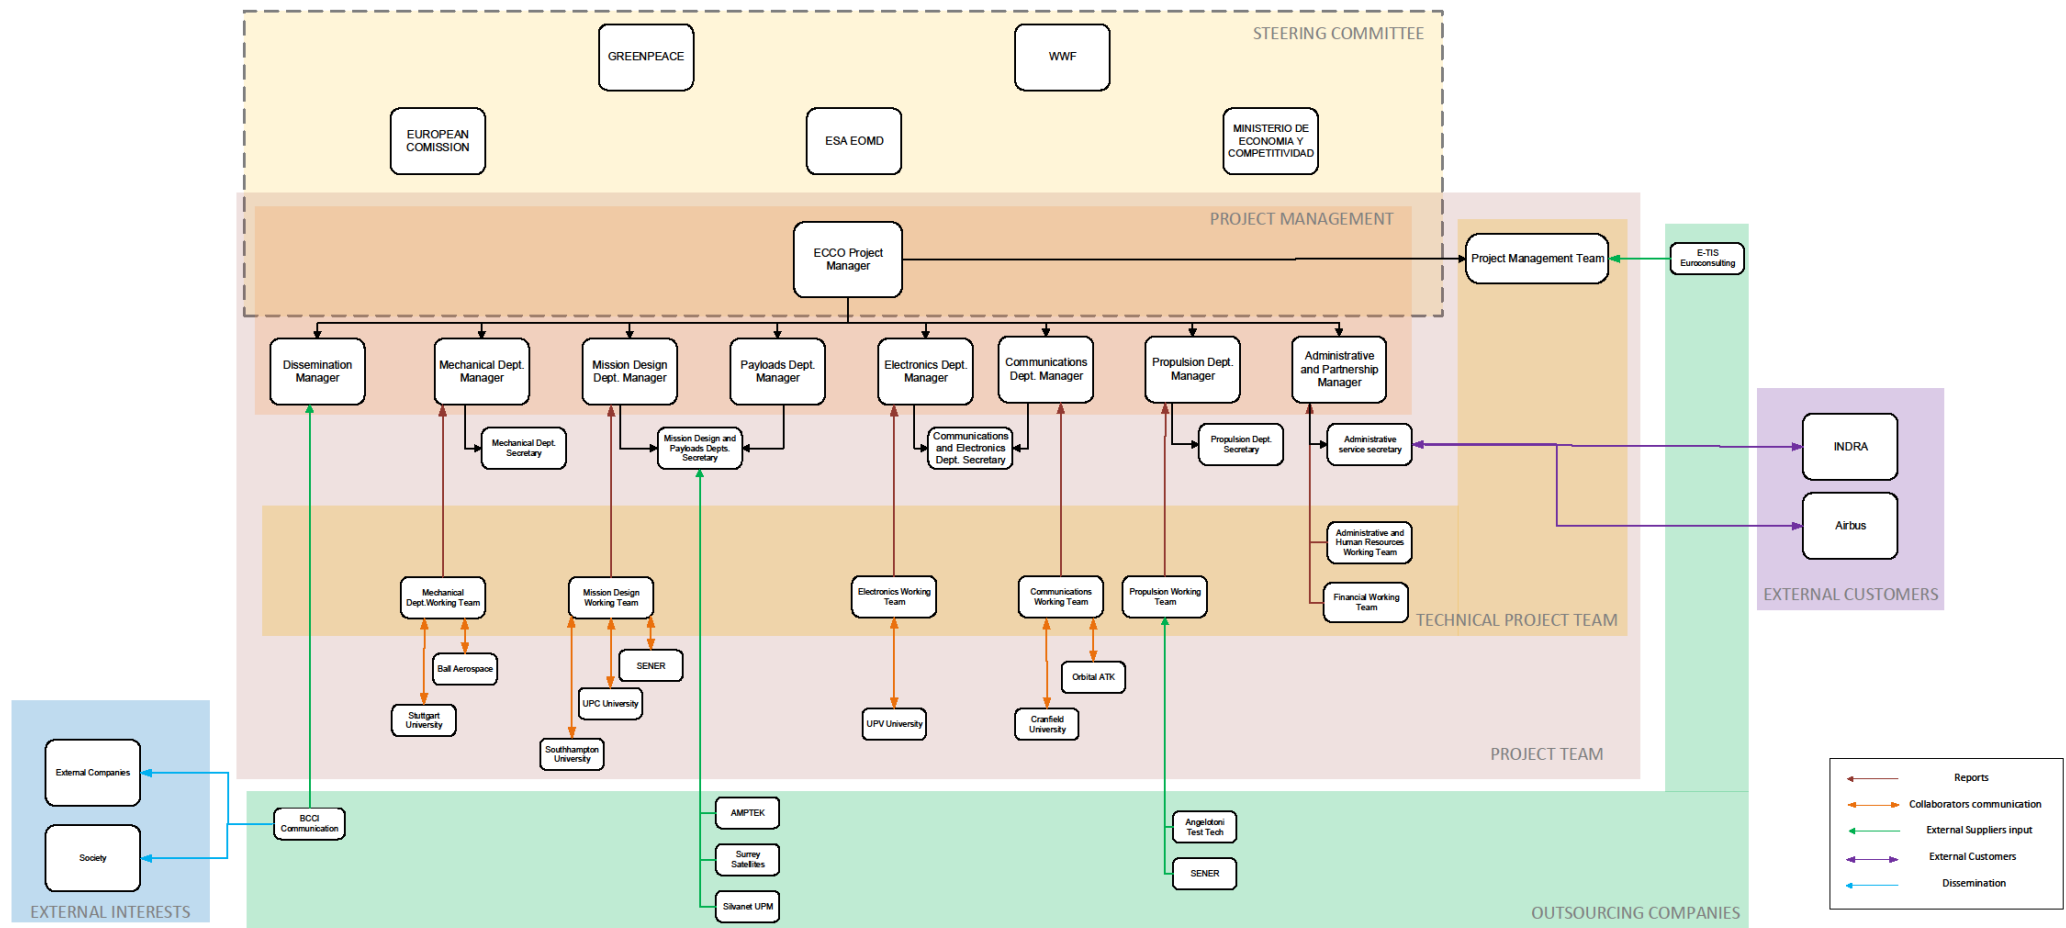 STEERING COMMITTEE
GREENPEACE
WWF
EUROPEAN
COMISSION
ESA EOMD
MINISTERIO DE
ECONOMIA Y
COMPETITIVIDAD
PROJECT MANAGEMENT
ECCO Project
Manager
Project Management Team
E-TIS
Euroconsulting
Dissemination
Manager
Mechanical Dept.
Manager
Mission Design
Dept. Manager
Payloads Dept.
Manager
Electronics Dept.
Manager
Communications
Dept. Manager
Propulsion Dept.
Manager
Administrative
and Partnership
Manager
Mechanical Dept.
Secretary
Mission Design and
Payloads Depts.
Secretary
Communications
and Electronics
Dept. Secretary
Propulsion Dept.
Secretary
Administrative
service secretary
INDRA
Airbus
EXTERNAL CUSTOMERS
Administrative and
Human Resources
Working Team
Mechanical
Dept.Working Team
Mission Design
Working Team
Electronics Working
Team
Communications
Working Team
Propulsion Working
Team
Financial Working
Team
TECHNICAL PROJECT TEAM
Ball Aerospace
SENER
Orbital ATK
Stuttgart
University
UPC University
UPV University
Cranfield
University
Southhampton
University
PROJECT TEAM
External Companies
Society
EXTERNAL INTERESTS
BCCI
Communication
AMPTEK
Surrey
Satellites
Silvanet UPM
Angelotoni
Test Tech
SENER
OUTSOURCING COMPANIES
Reports
Collaborators communication
External Suppliers input
External Customers
Dissemination